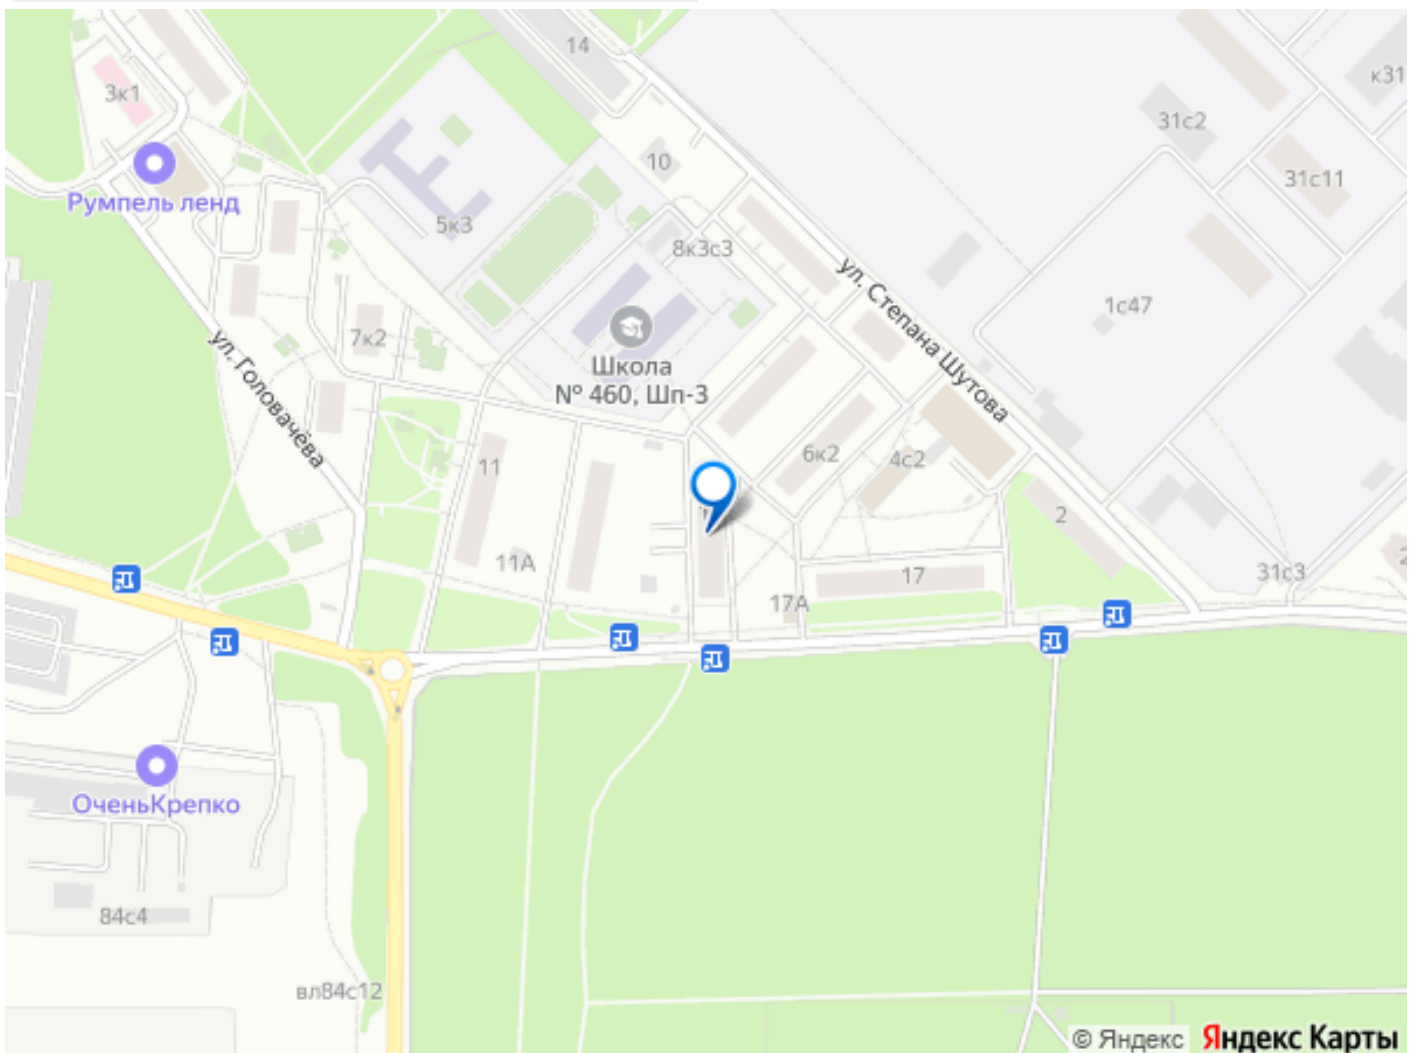 14
к31
3к1
31с2
10
31с11
Румпель ленд
5к3
8к3с3
ул. Степана Шутова
1с47
7к2
ул. Головачёва
Школа
№ 460, Шп-3
6к2
4с2
11
2
11А
17
31с3
17А
ОченьКрепко
84с4
вл84с12
© Яндекс Яндекс Карты